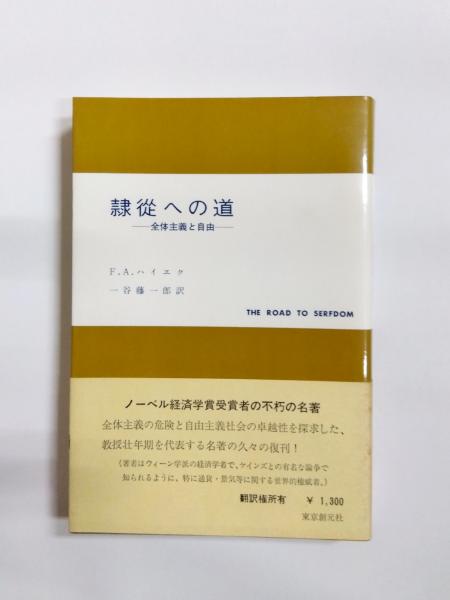 隷從への道
――全体主義と自由――
F.A.ハイエク
一谷藤一郎訳
THE ROAD TO SERFDOM
ノーベル経済学賞受賞者の不朽の名著
全体主義の危険と自由主義社会の卓越性を探求した、
教授壮年期を代表する名著の久々の復刊!
(著者はウィーン学派の経済学者で、ケインズとの有名な論争で
知られるように、特に通貨・景気等に関する世界的権威者。)
翻訳権所有 ¥ 1,300
東京創元社